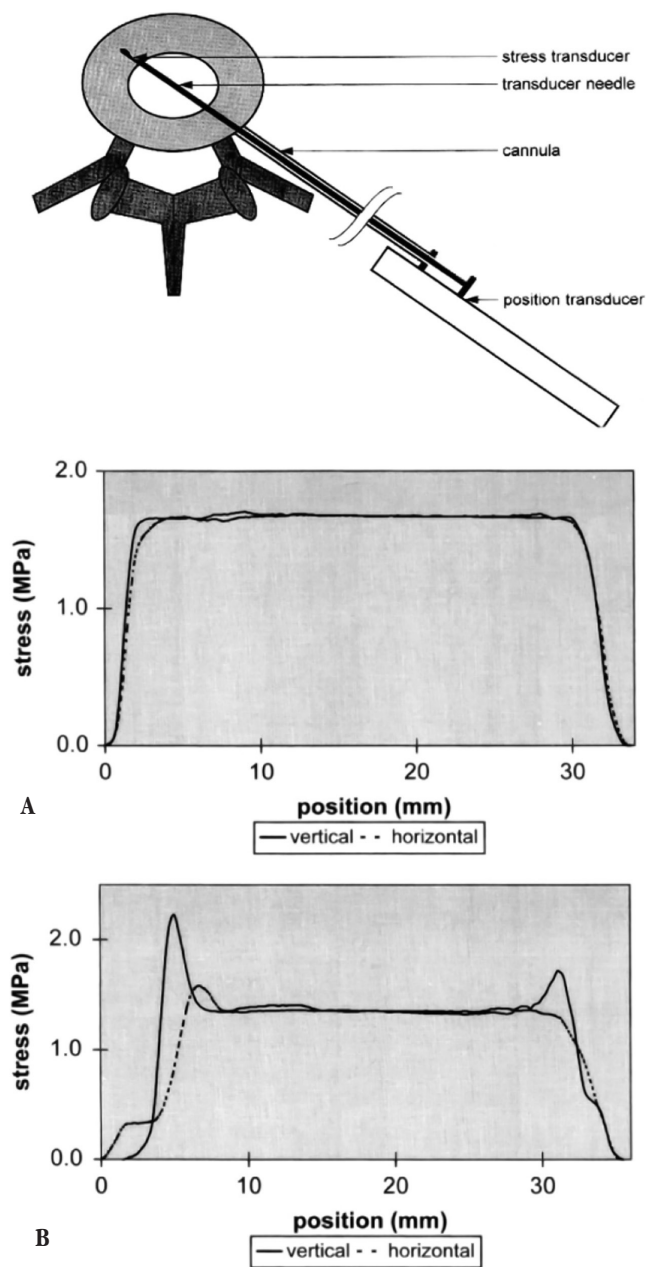 stress transducer
transducer needle
cannula
position transducer
2.0
1.0
0.0
stress (MPa)
0 10 20 30
position (mm)
A
vertical horizontal
2.0
1.0
0.0
stress (MPa)
0 10 20 30
position (mm)
B
vertical horizontal